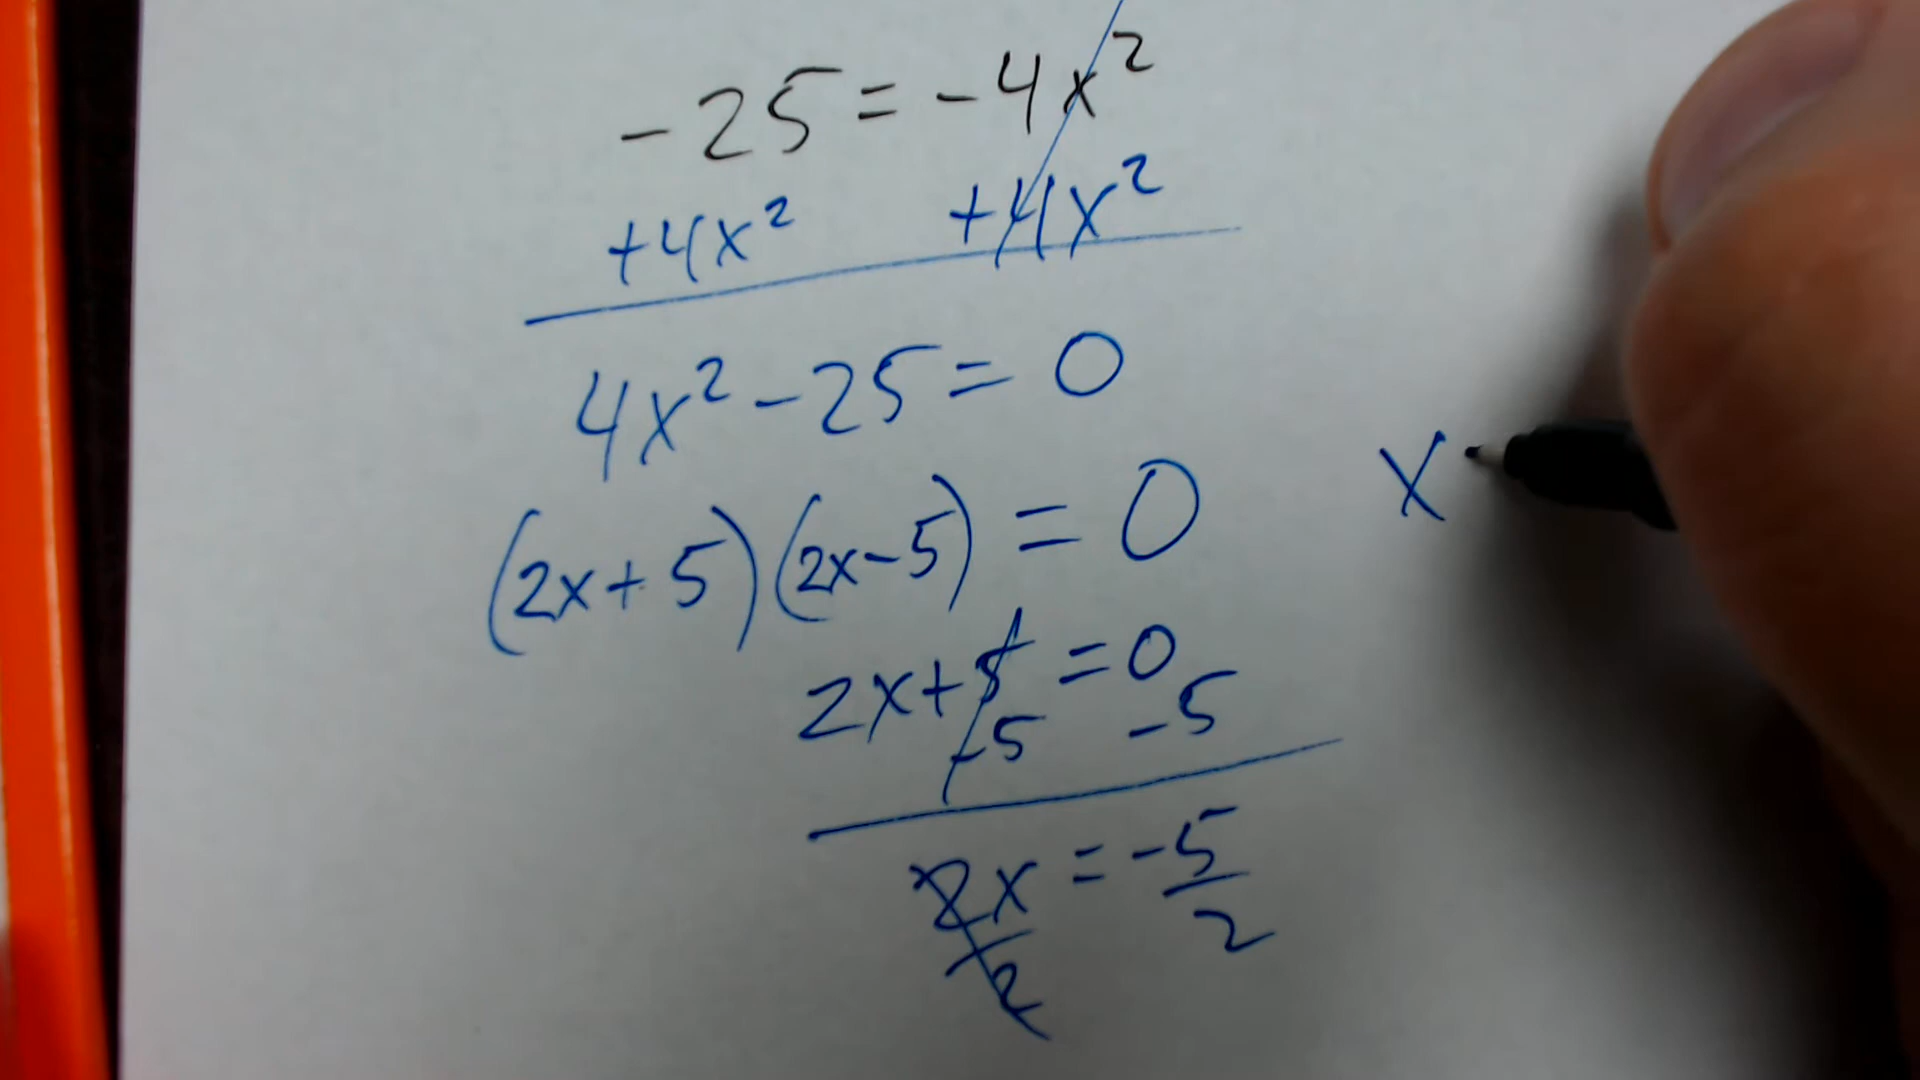 -25 = -4x²
+4x² +4x²
4x² - 25 = 0
(2x+5)(2x-5) = 0
x
2x+5 = 0
-5 -5
2x = -5
2 2